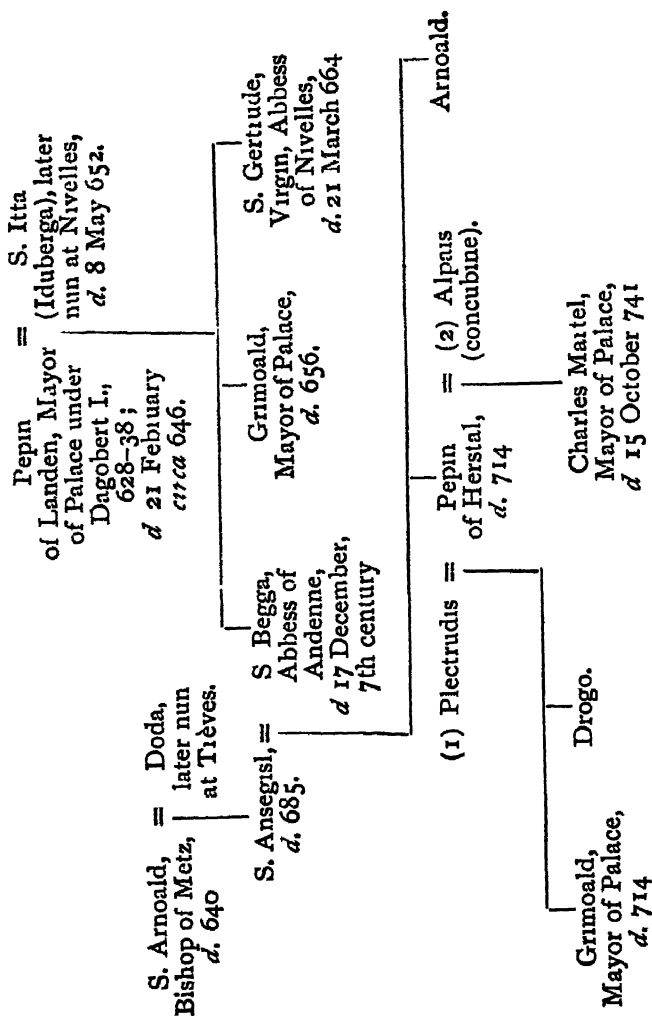 Pepin
of Landen, Mayor
of Palace under
Dagobert I.,
628–38;
d 21 February
circa 646.
=
S. Itta
(Iduberga), later
nun at Nivelles,
d. 8 May 652.
S. Arnoald,
Bishop of Metz,
d. 640
=
Doda,
later nun
at Trèves.
S. Ansegisl,
d. 685.
=
S Begga,
Abbess of
Andenne,
d 17 December,
7th century
Grimoald,
Mayor of Palace,
d. 656.
S. Gertrude,
Virgin, Abbess
of Nivelles,
d. 21 March 664
(1) Plectrudis
=
Pepin
of Herstal,
d. 714
=
(2) Alpais
(concubine).
Arnoald.
Grimoald,
Mayor of Palace,
d. 714
Drogo.
Charles Martel,
Mayor of Palace,
d 15 October 741